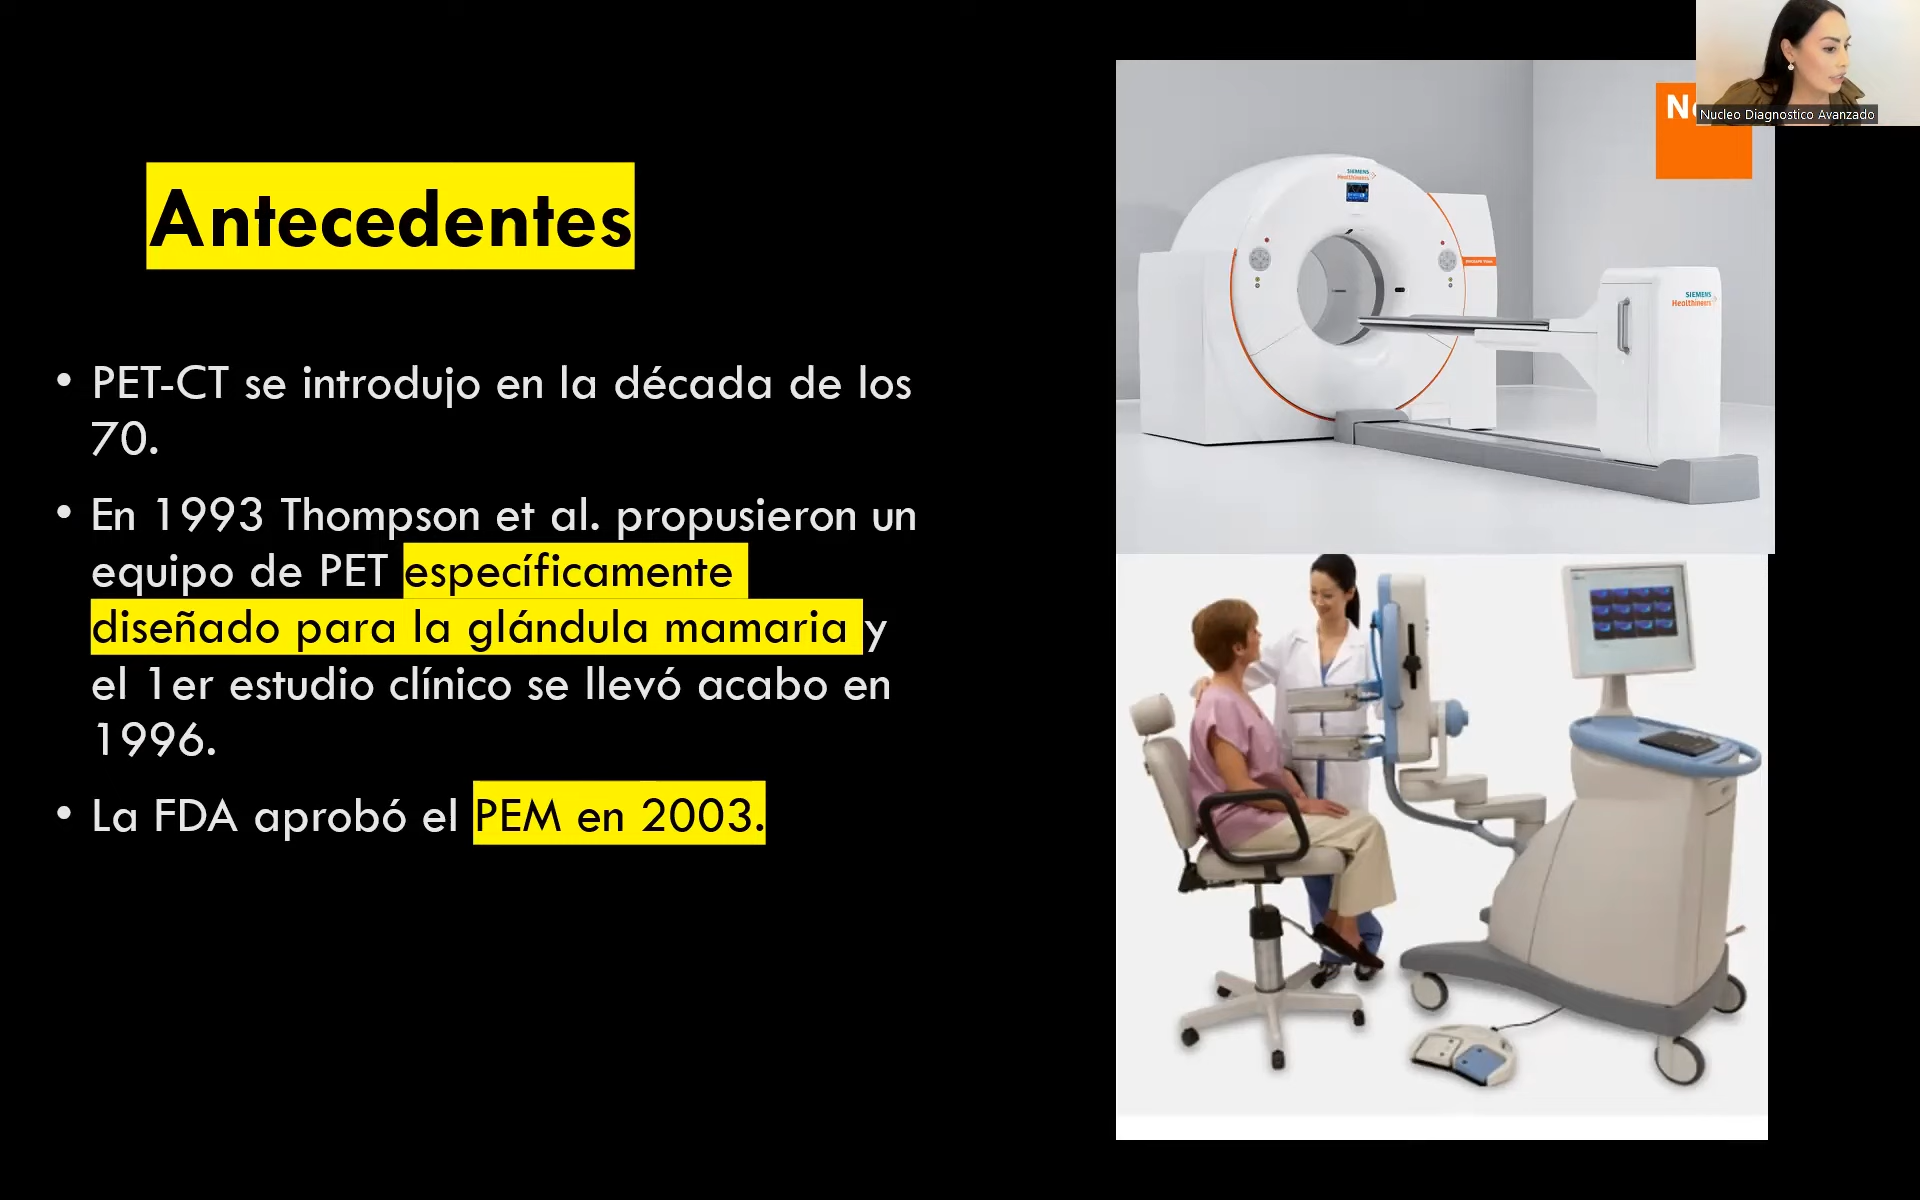 Antecedentes
• PET-CT se introdujo en la década de los
70.
• En 1993 Thompson et al. propusieron un
equipo de PET específicamente
diseñado para la glándula mamaria y
el 1er estudio clínico se llevó acabo en
1996.
• La FDA aprobó el PEM en 2003.
Nucleo Diagnostico Avanzado
SIEMENS
Healthineers
SIEMENS
Healthineers